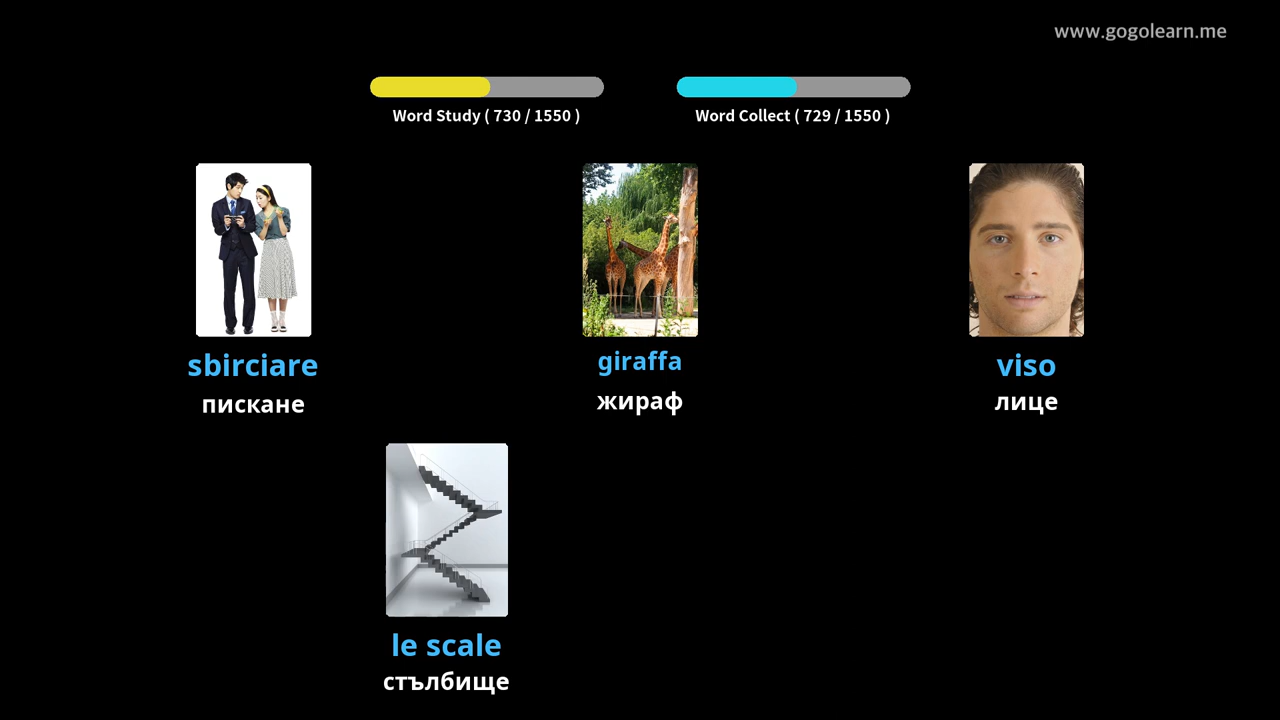 www.gogolearn.me
Word Study ( 730 / 1550 )
Word Collect ( 729 / 1550 )
sbirciare
пискане
giraffa
жираф
viso
лице
le scale
стълбище